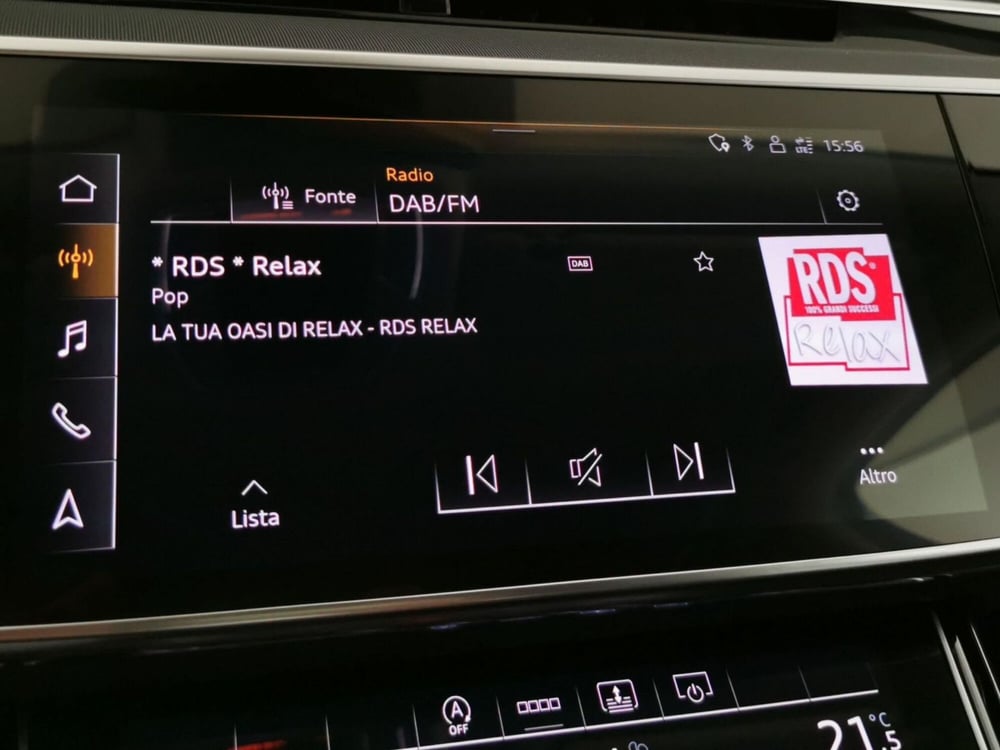 15:56
Radio
Fonte
DAB/FM
* RDS * Relax
DAB
Pop
LA TUA OASI DI RELAX - RDS RELAX
RDS®
100% GRANDI SUCCESSI
Relax
Lista
Altro
A
OFF
21.5 °C